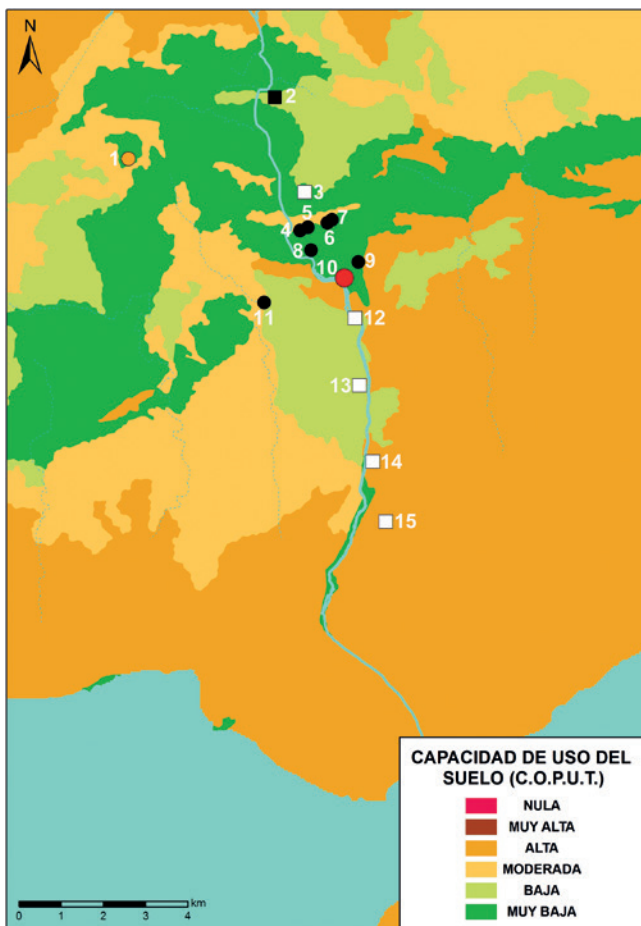 N
2
1
3
5
7
4
6
8
10
9
11
12
13
14
15
CAPACIDAD DE USO DEL
SUELO (C.O.P.U.T.)
NULA
MUY ALTA
ALTA
MODERADA
BAJA
MUY BAJA
km
0 1 2 3 4